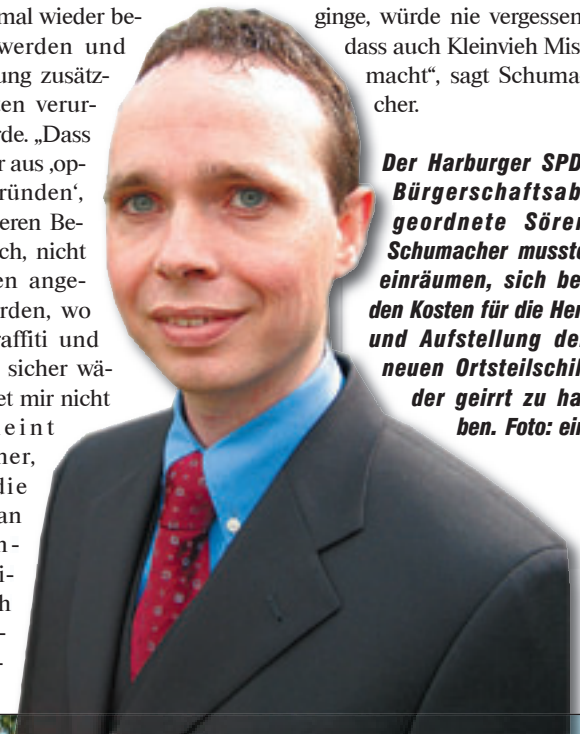 mal wieder be-
werden und
ung zusätz-
ten verur-
rde. „Dass
r aus ‚op-
ründen‘,
eren Be-
ch, nicht
en ange-
rden, wo
raffiti und
sicher wä-
et mir nicht
eint
her,
die
an
n-
i-
h
-
-
ginge, würde nie vergessen
dass auch Kleinvieh Mis
macht“, sagt Schuma
cher.
Der Harburger SPD
Bürgerschaftsab
geordnete Sören
Schumacher musste
einräumen, sich be
den Kosten für die Her
und Aufstellung de
neuen Ortsteilschil
der geirrt zu ha
ben. Foto: ein